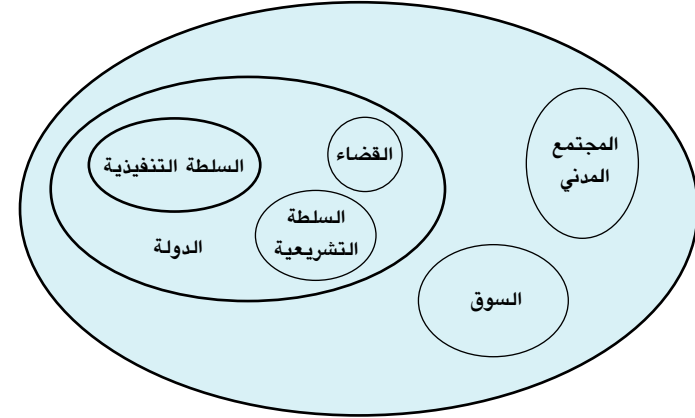 المجتمع
المدني
القضاء
السلطة التنفيذية
السلطة
التشريعية
الدولة
السوق